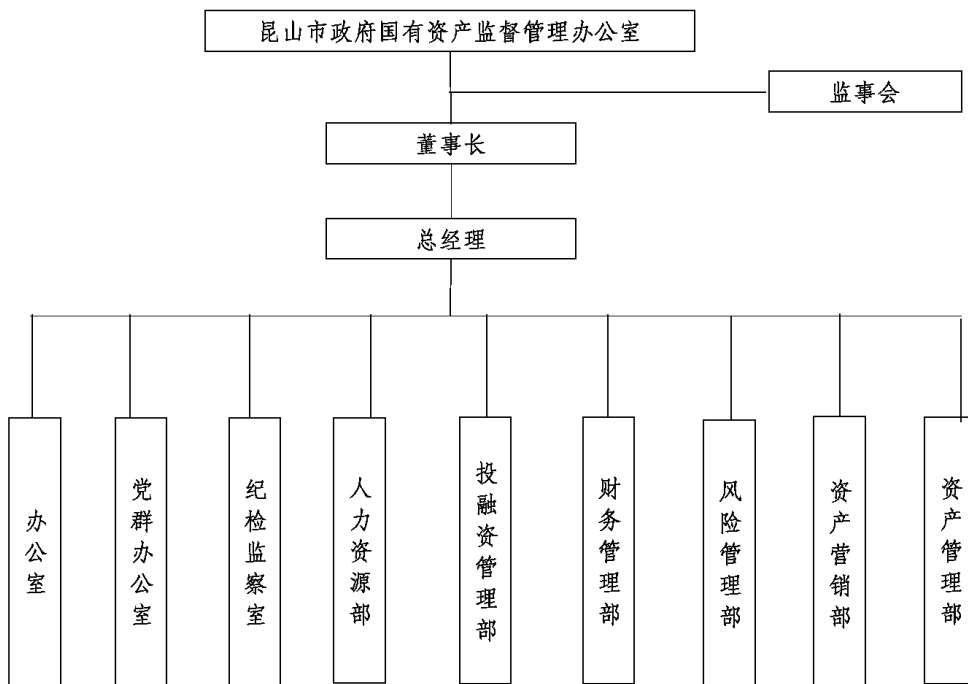 昆山市政府国有资产监督管理办公室
监事会
董事长
总经理
办公室
党群办公室
纪检监察室
人力资源部
投融资管理部
财务管理部
风险管理部
资产营销部
资产管理部